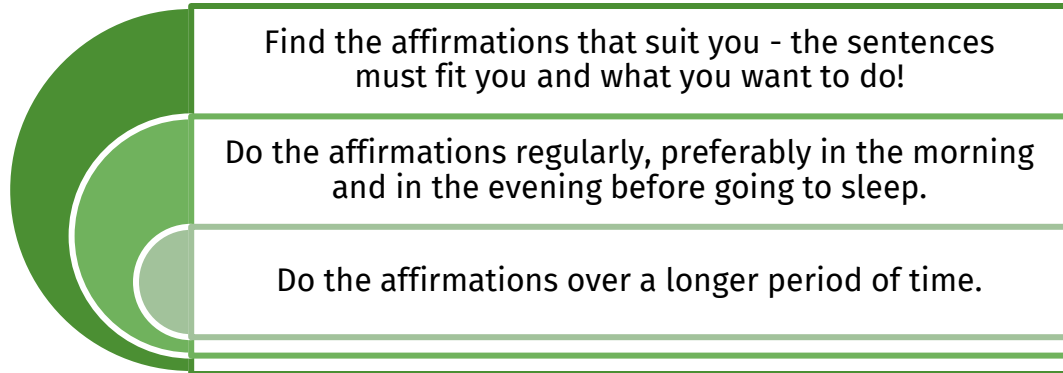 Find the affirmations that suit you - the sentences
must fit you and what you want to do!
Do the affirmations regularly, preferably in the morning
and in the evening before going to sleep.
Do the affirmations over a longer period of time.